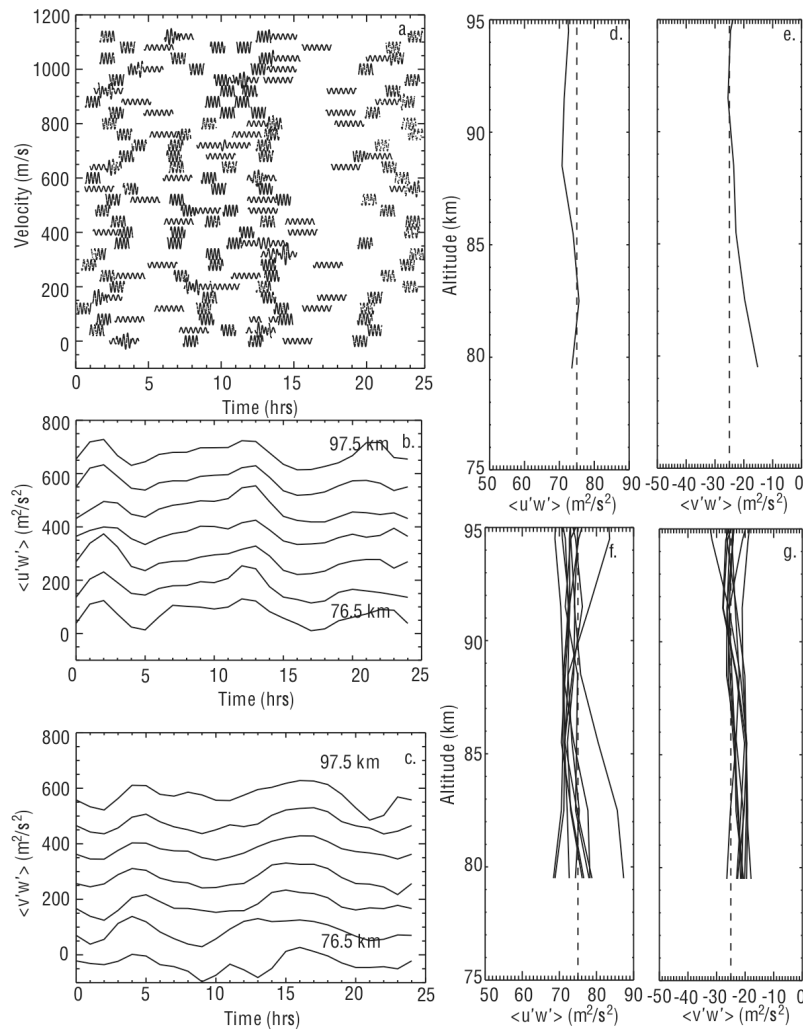 1200
1000
800
600
400
200
0
Velocity (m/s)
a.
0 5 10 15 20 25
Time (hrs)
800
600
400
200
0
<u'w'> (m²/s²)
97.5 km
b.
76.5 km
0 5 10 15 20 25
Time (hrs)
800
600
400
200
0
<v'w'> (m²/s²)
97.5 km
c.
76.5 km
0 5 10 15 20 25
Time (hrs)
95
90
85
80
75
Altitude (km)
d.
50 60 70 80 90
<u'w'> (m²/s²)
e.
-50 -40 -30 -20 -10 0
<v'w'> (m²/s²)
95
90
85
80
75
Altitude (km)
f.
50 60 70 80 90
<u'w'> (m²/s²)
g.
-50 -40 -30 -20 -10 0
<v'w'> (m²/s²)